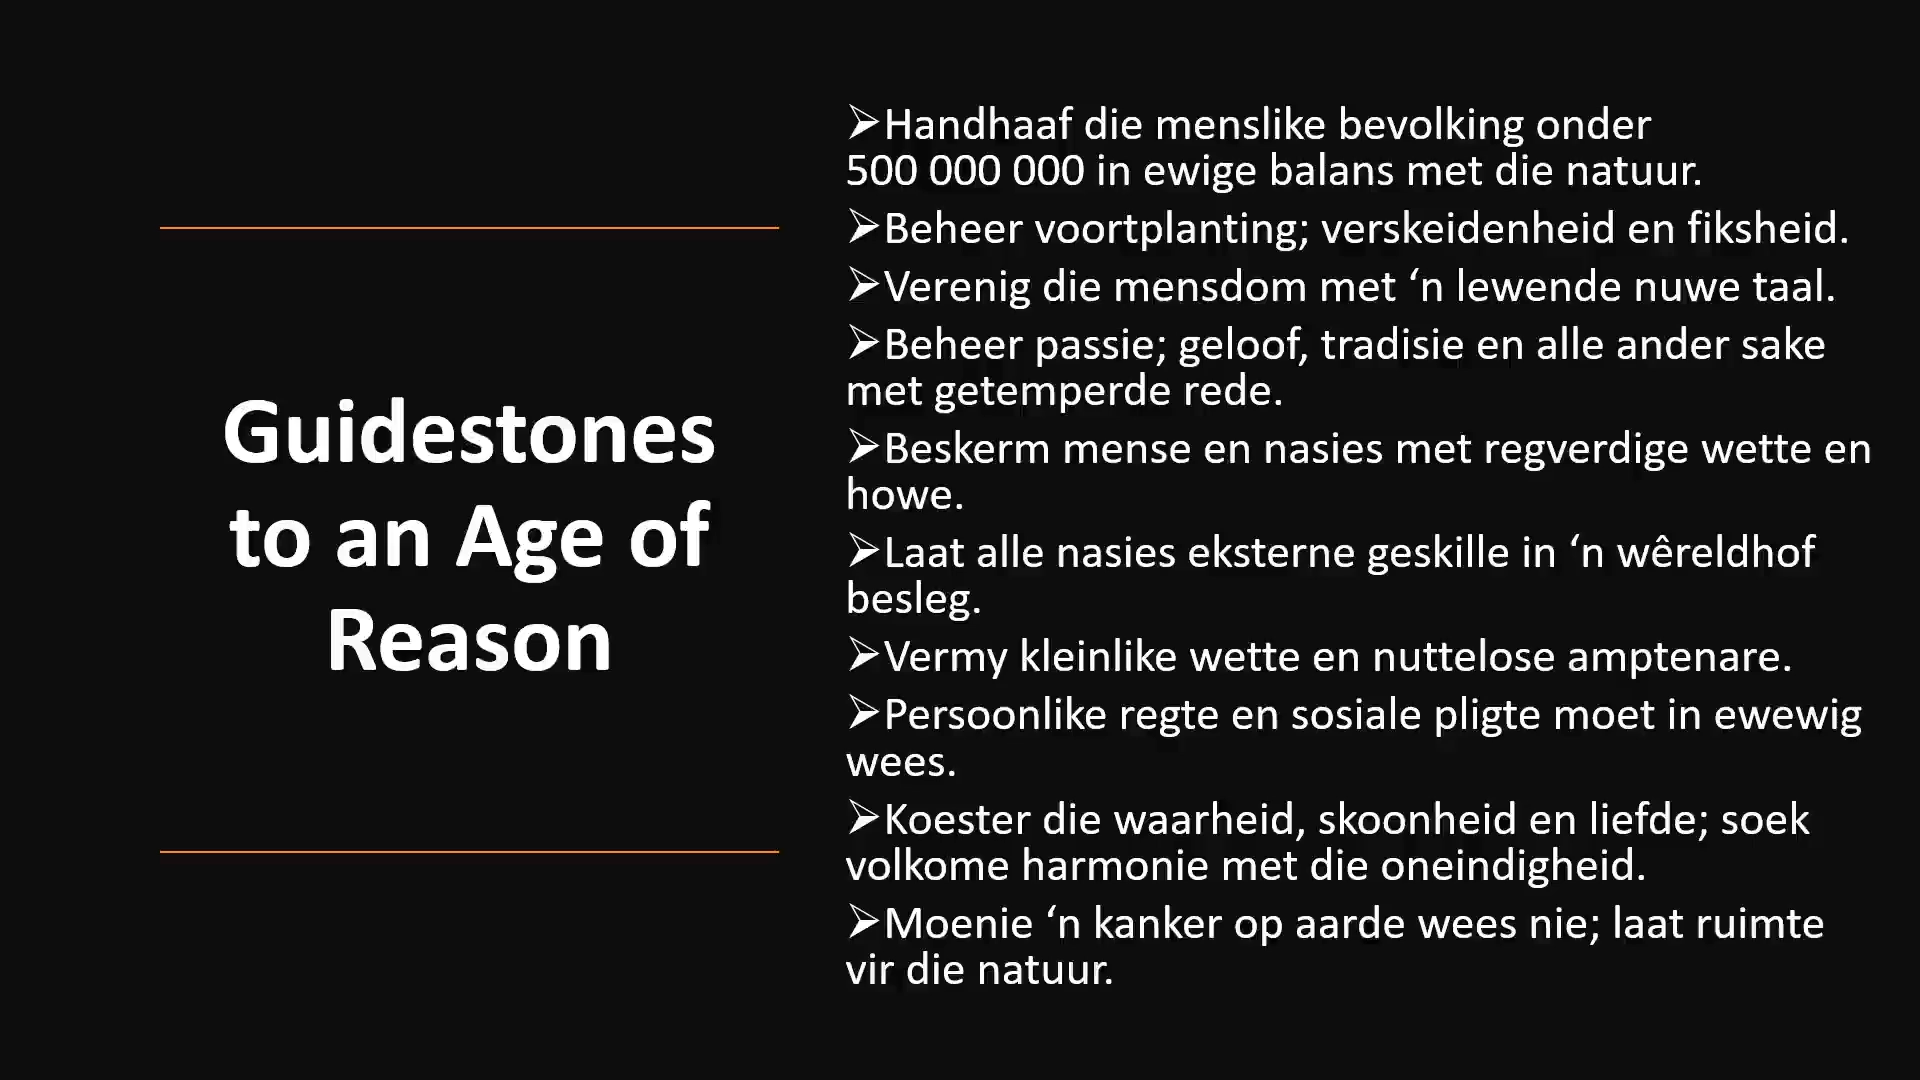 Guidestones
to an Age of
Reason
➢Handhaaf die menslike bevolking onder
500 000 000 in ewige balans met die natuur.
➢Beheer voortplanting; verskeidenheid en fiksheid.
➢Verenig die mensdom met ‘n lewende nuwe taal.
➢Beheer passie; geloof, tradisie en alle ander sake
met getemperde rede.
➢Beskerm mense en nasies met regverdige wette en
howe.
➢Laat alle nasies eksterne geskille in ‘n wêreldhof
besleg.
➢Vermy kleinlike wette en nuttelose amptenare.
➢Persoonlike regte en sosiale pligte moet in ewewig
wees.
➢Koester die waarheid, skoonheid en liefde; soek
volkome harmonie met die oneindigheid.
➢Moenie ‘n kanker op aarde wees nie; laat ruimte
vir die natuur.